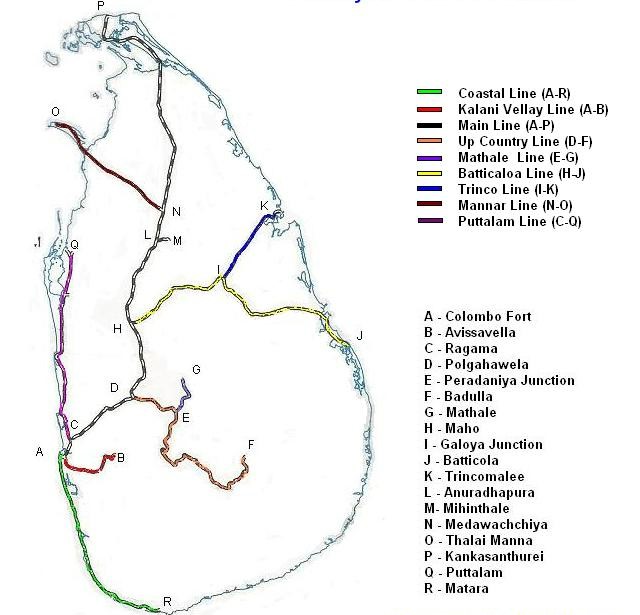 P
O
N
K
L
M
Q
I
H
J
G
D
E
C
A
B
F
R
Coastal Line (A-R)
Kalani Vellay Line (A-B)
Main Line (A-P)
Up Country Line (D-F)
Mathale Line (E-G)
Batticaloa Line (H-J)
Trinco Line (I-K)
Mannar Line (N-O)
Puttalam Line (C-Q)
A - Colombo Fort
B - Avissavella
C - Ragama
D - Polgahawela
E - Peradaniya Junction
F - Badulla
G - Mathale
H - Maho
I - Galoya Junction
J - Batticola
K - Trincomalee
L - Anuradhapura
M- Mihinthale
N - Medawachchiya
O - Thalai Manna
P - Kankasanthurei
Q - Puttalam
R - Matara